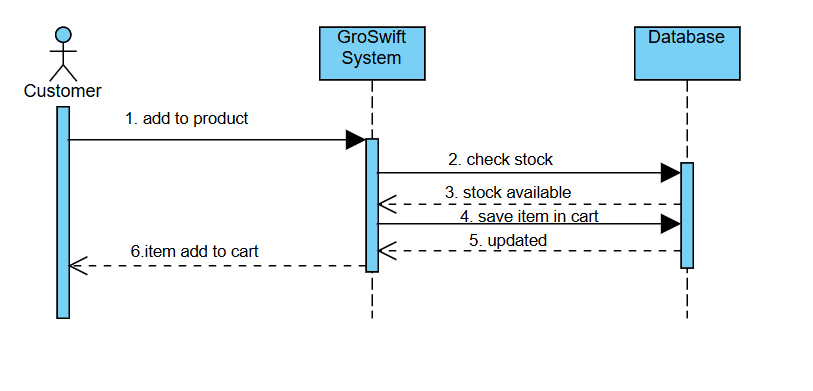 GroSwift
System
Database
Customer
1. add to product
2. check stock
3. stock available
4. save item in cart
5. updated
6.item add to cart